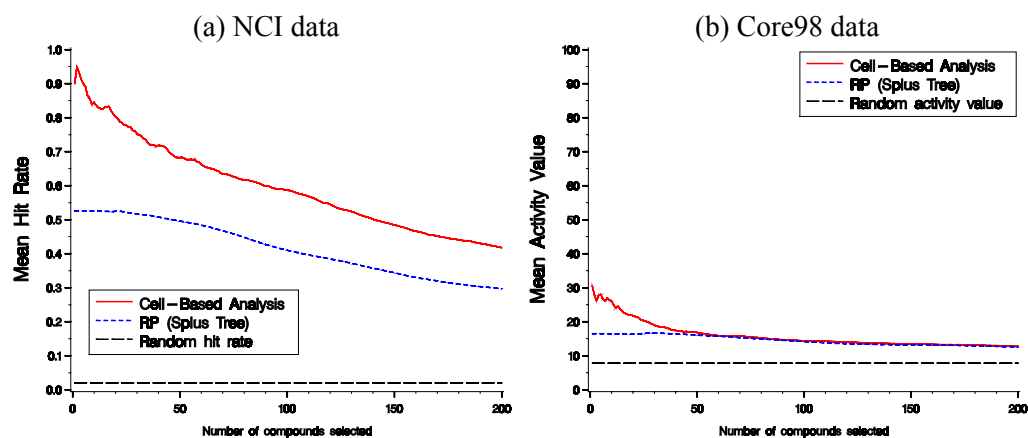 (a) NCI data
1.0
0.9
0.8
0.7
0.6
0.5
0.4
0.3
0.2
0.1
0.0
Mean Hit Rate
Cell-Based Analysis
RP (Splus Tree)
Random hit rate
0 50 100 150 200
Number of compounds selected
(b) Core98 data
100
90
80
70
60
50
40
30
20
10
0
Mean Activity Value
Cell-Based Analysis
RP (Splus Tree)
Random activity value
0 50 100 150 200
Number of compounds selected